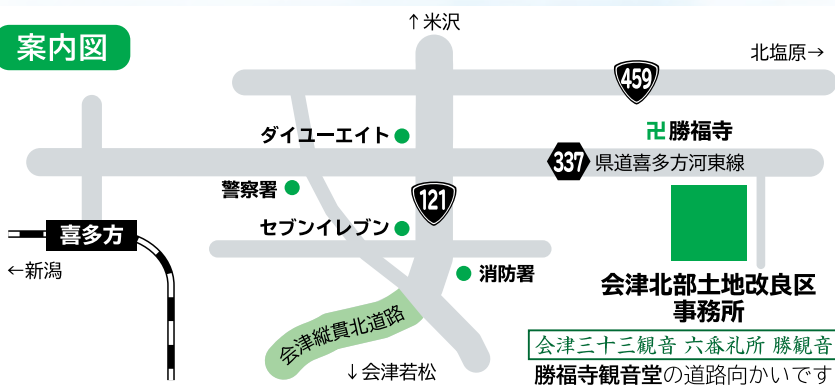 案内図
↑米沢
北塩原→
459
卍勝福寺
ダイユーエイト
337 県道喜多方河東線
警察署
121
セブンイレブン
喜多方
←新潟
消防署
会津北部土地改良区
事務所
会津縦貫北道路
↓会津若松
会津三十三観音 六番礼所 勝観音
勝福寺観音堂の道路向かいです